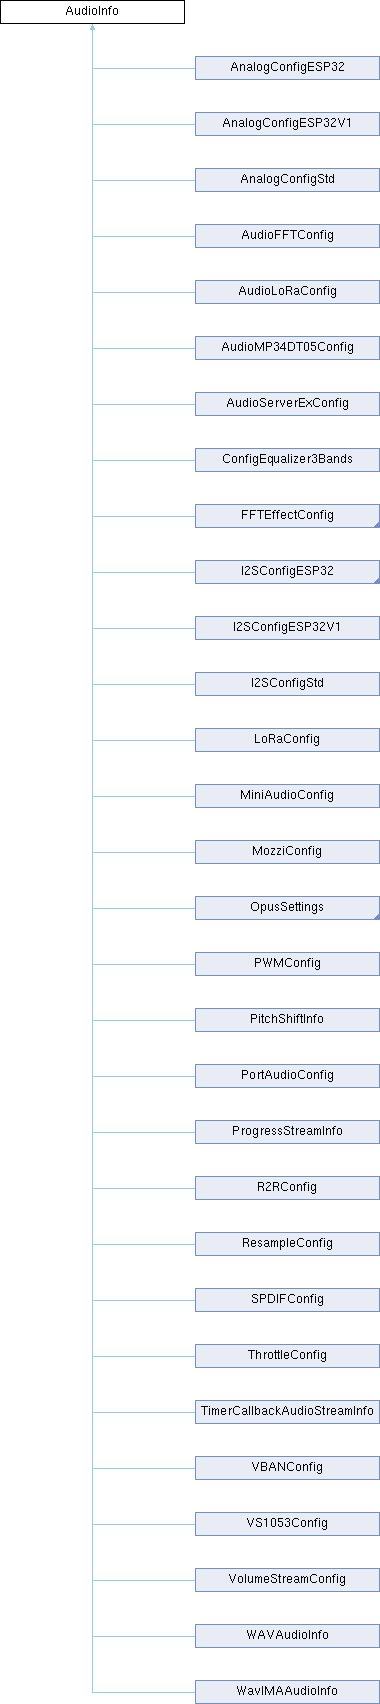 AudioInfo
AnalogConfigESP32
AnalogConfigESP32V1
AnalogConfigStd
AudioFFTConfig
AudioLoRaConfig
AudioMP34DT05Config
AudioServerExConfig
ConfigEqualizer3Bands
FFTEffectConfig
I2SConfigESP32
I2SConfigESP32V1
I2SConfigStd
LoRaConfig
MiniAudioConfig
MozziConfig
OpusSettings
PWMConfig
PitchShiftInfo
PortAudioConfig
ProgressStreamInfo
R2RConfig
ResampleConfig
SPDIFConfig
ThrottleConfig
TimerCallbackAudioStreamInfo
VBANConfig
VS1053Config
VolumeStreamConfig
WAVAudioInfo
WavIMAAudioInfo